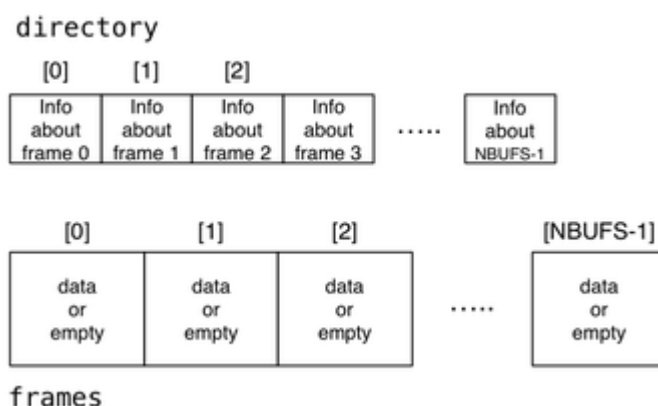 directory
[0] [1] [2]
Info Info Info Info Info
about about about about about
frame 0 frame 1 frame 2 frame 3 NBUFS-1
[0] [1] [2] [NBUFS-1]
data data data data
or or or or
empty empty empty empty
frames